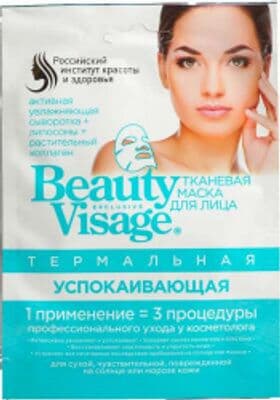 Российский
институт красоты
и здоровья
активная
увлажняющая
сыворотка +
липосомы +
растительный
коллаген
Beauty
EXCLUSIVE
Visage®
ТКАНЕВАЯ
МАСКА
ДЛЯ ЛИЦА
ТЕРМАЛЬНАЯ
УСПОКАИВАЮЩАЯ
1 применение = 3 процедуры
профессионального ухода у косметолога
для сухой, чувствительной, поврежденной
на солнце или морозе кожи